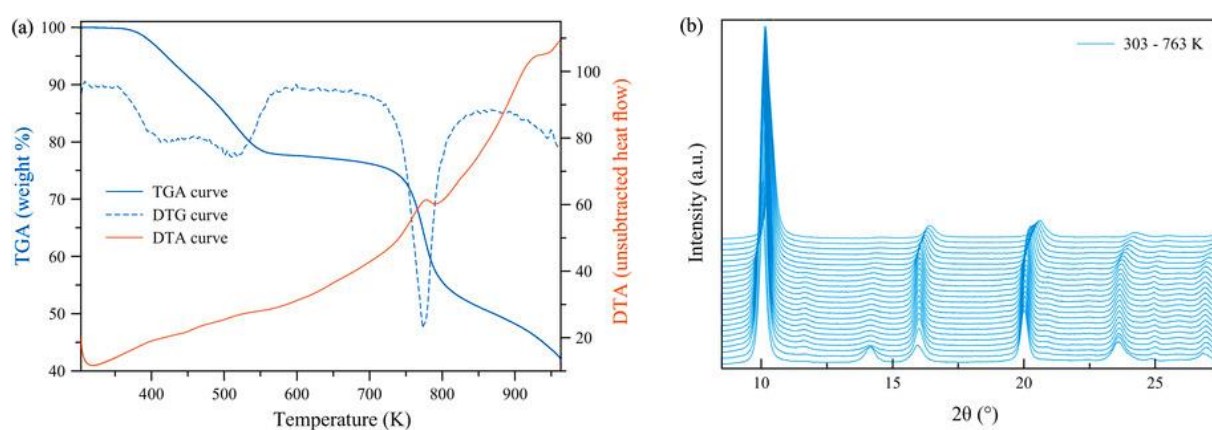 (a)
100
90
80
70
60
50
40
TGA (weight %)
TGA curve
DTG curve
DTA curve
100
80
60
40
20
DTA (unsubtracted heat flow)
400 500 600 700 800 900
Temperature (K)
(b)
303 - 763 K
Intensity (a.u.)
10 15 20 25
2θ (°)